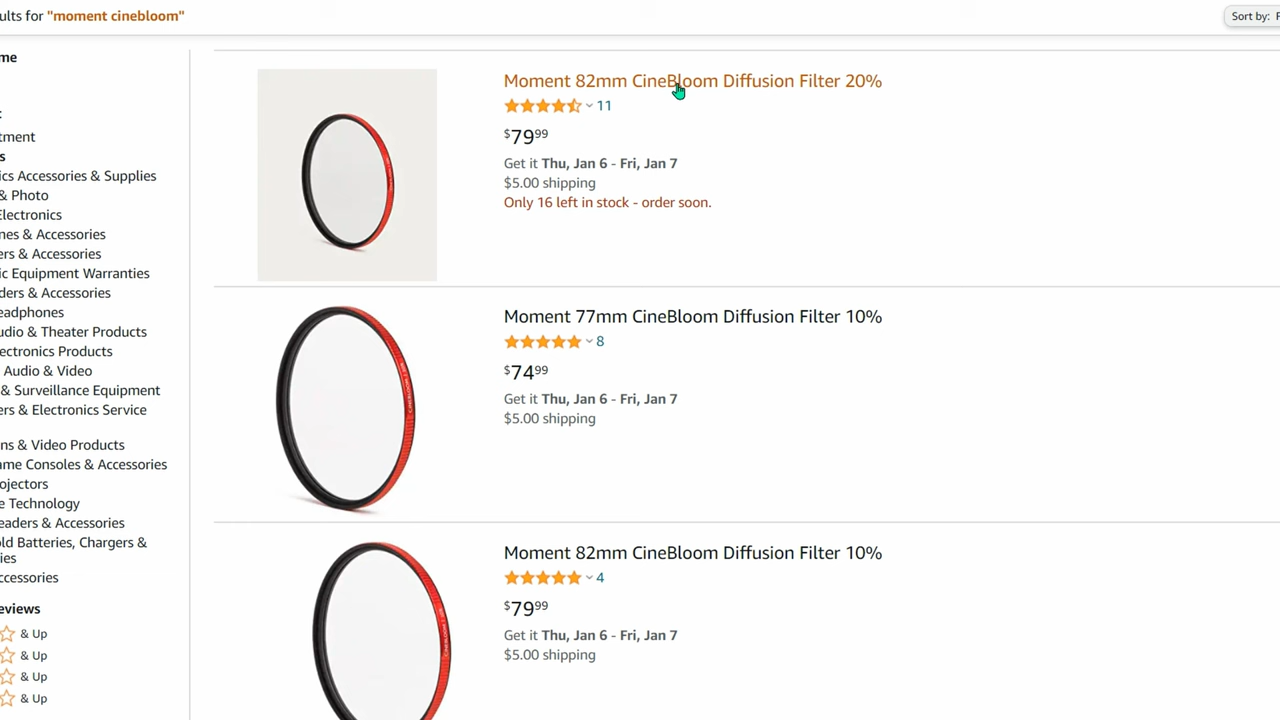 ults for "moment cinebloom"
Sort by:
me
tment
s
ics Accessories & Supplies
& Photo
Electronics
nes & Accessories
ers & Accessories
ic Equipment Warranties
ders & Accessories
eadphones
udio & Theater Products
ectronics Products
Audio & Video
& Surveillance Equipment
ers & Electronics Service
ns & Video Products
ame Consoles & Accessories
ojectors
e Technology
eaders & Accessories
old Batteries, Chargers &
ies
ccessories
eviews
& Up
& Up
& Up
& Up
Moment 82mm CineBloom Diffusion Filter 20%
11
$79.99
Get it Thu, Jan 6 - Fri, Jan 7
$5.00 shipping
Only 16 left in stock - order soon.
Moment 77mm CineBloom Diffusion Filter 10%
8
$74.99
Get it Thu, Jan 6 - Fri, Jan 7
$5.00 shipping
Moment 82mm CineBloom Diffusion Filter 10%
4
$79.99
Get it Thu, Jan 6 - Fri, Jan 7
$5.00 shipping